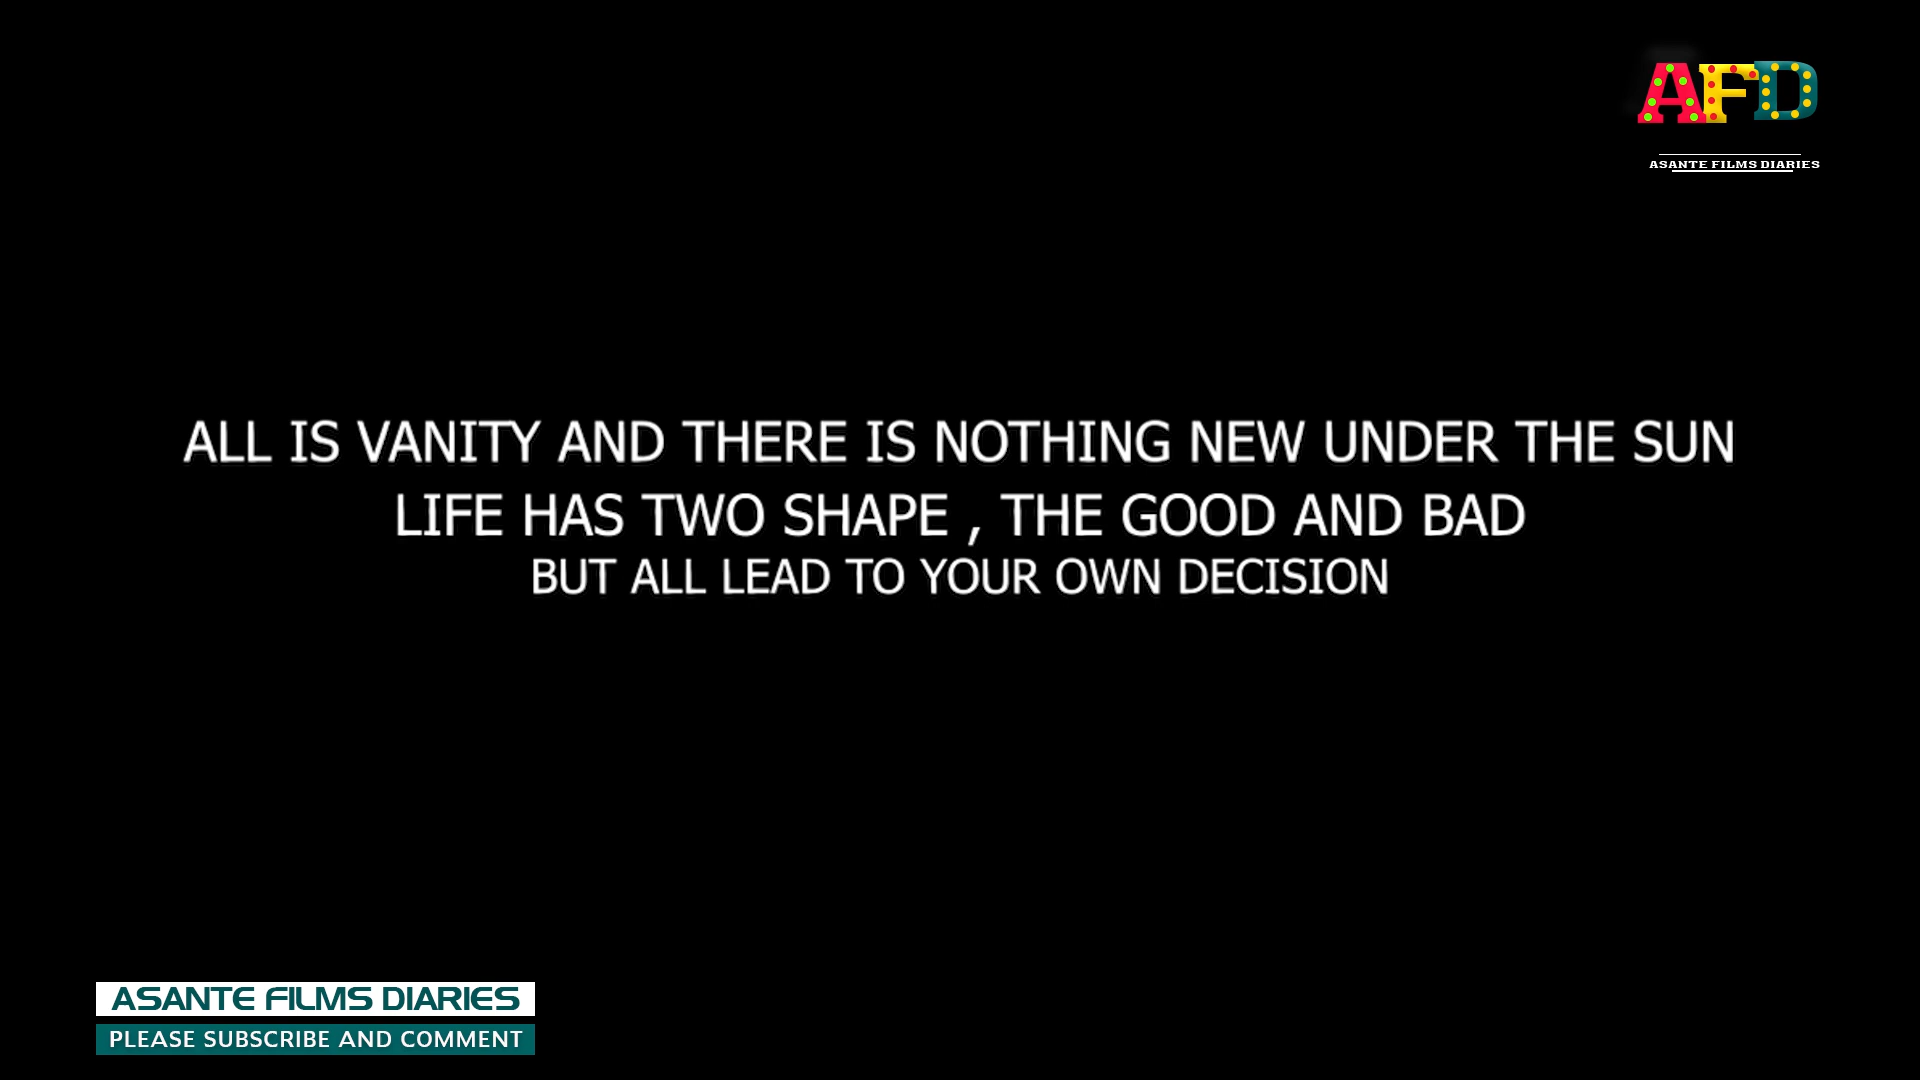 AFD
ASANTE FILMS DIARIES
ALL IS VANITY AND THERE IS NOTHING NEW UNDER THE SUN
LIFE HAS TWO SHAPE , THE GOOD AND BAD
BUT ALL LEAD TO YOUR OWN DECISION
ASANTE FILMS DIARIES
PLEASE SUBSCRIBE AND COMMENT